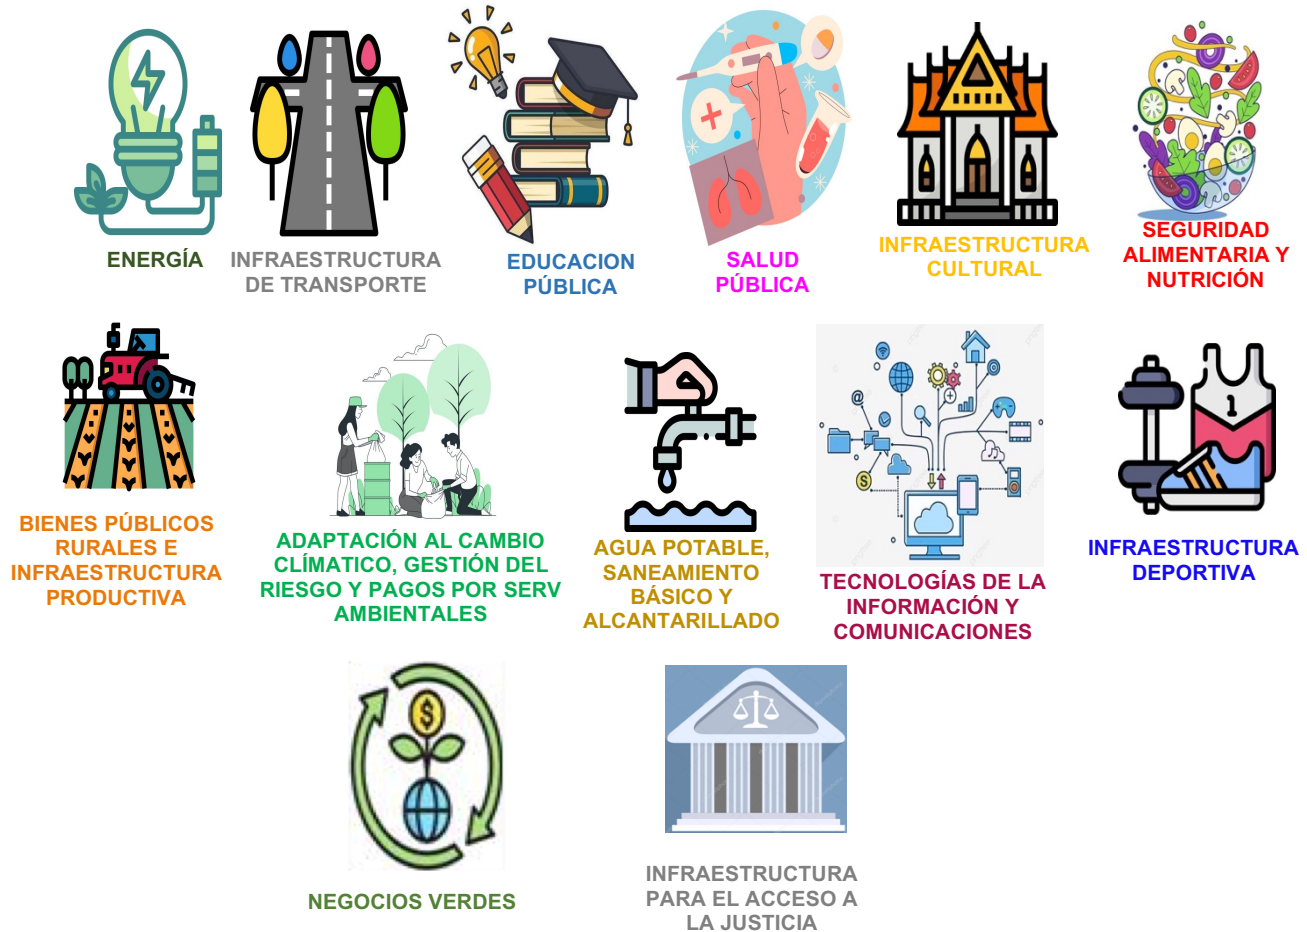 ENERGÍA
INFRAESTRUCTURA
DE TRANSPORTE
EDUCACION
PÚBLICA
SALUD
PÚBLICA
INFRAESTRUCTURA
CULTURAL
SEGURIDAD
ALIMENTARIA Y
NUTRICIÓN
BIENES PÚBLICOS
RURALES E
INFRAESTRUCTURA
PRODUCTIVA
ADAPTACIÓN AL CAMBIO
CLÍMATICO, GESTIÓN DEL
RIESGO Y PAGOS POR SERV
AMBIENTALES
AGUA POTABLE,
SANEAMIENTO
BÁSICO Y
ALCANTARILLADO
@
$
TECNOLOGÍAS DE LA
INFORMACIÓN Y
COMUNICACIONES
1
INFRAESTRUCTURA
DEPORTIVA
$
NEGOCIOS VERDES
INFRAESTRUCTURA
PARA EL ACCESO A
LA JUSTICIA